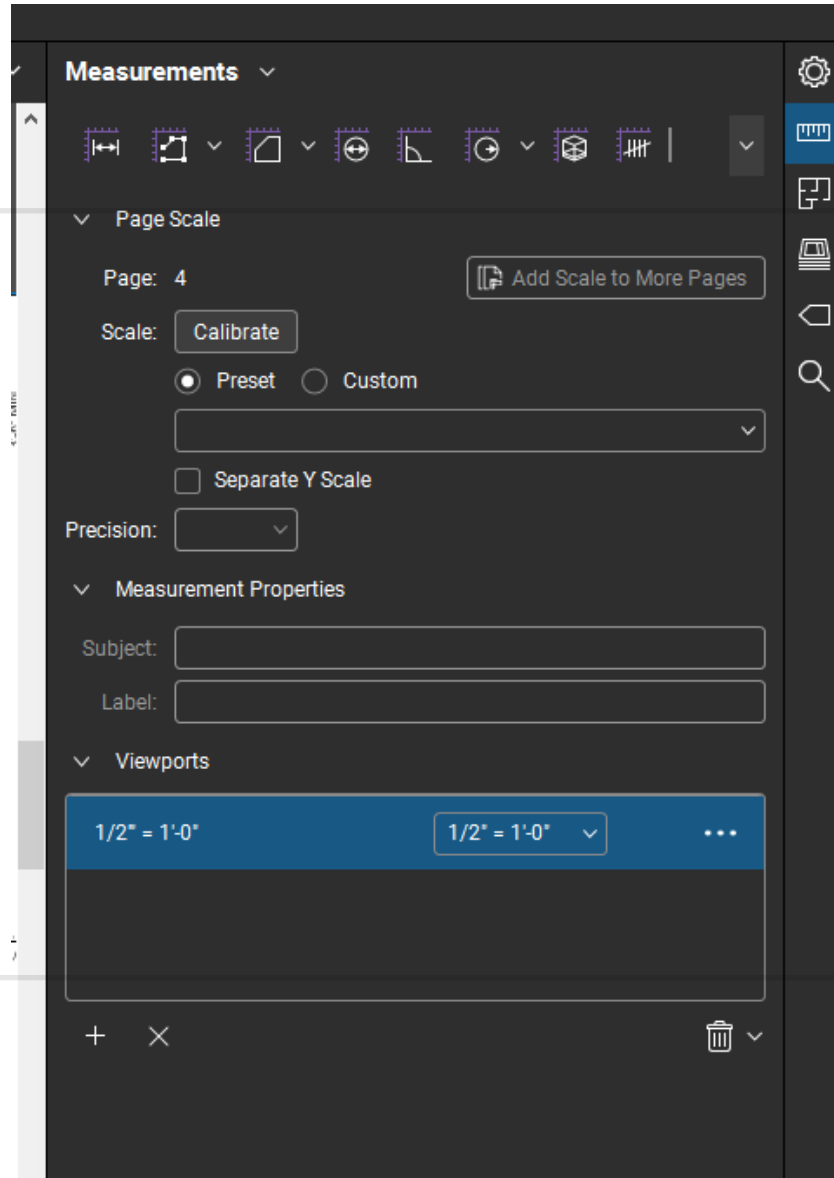 Measurements
Page Scale
Page: 4
Add Scale to More Pages
Scale: Calibrate
Preset Custom
Separate Y Scale
Precision:
Measurement Properties
Subject:
Label:
Viewports
1/2" = 1'-0" 1/2" = 1'-0"